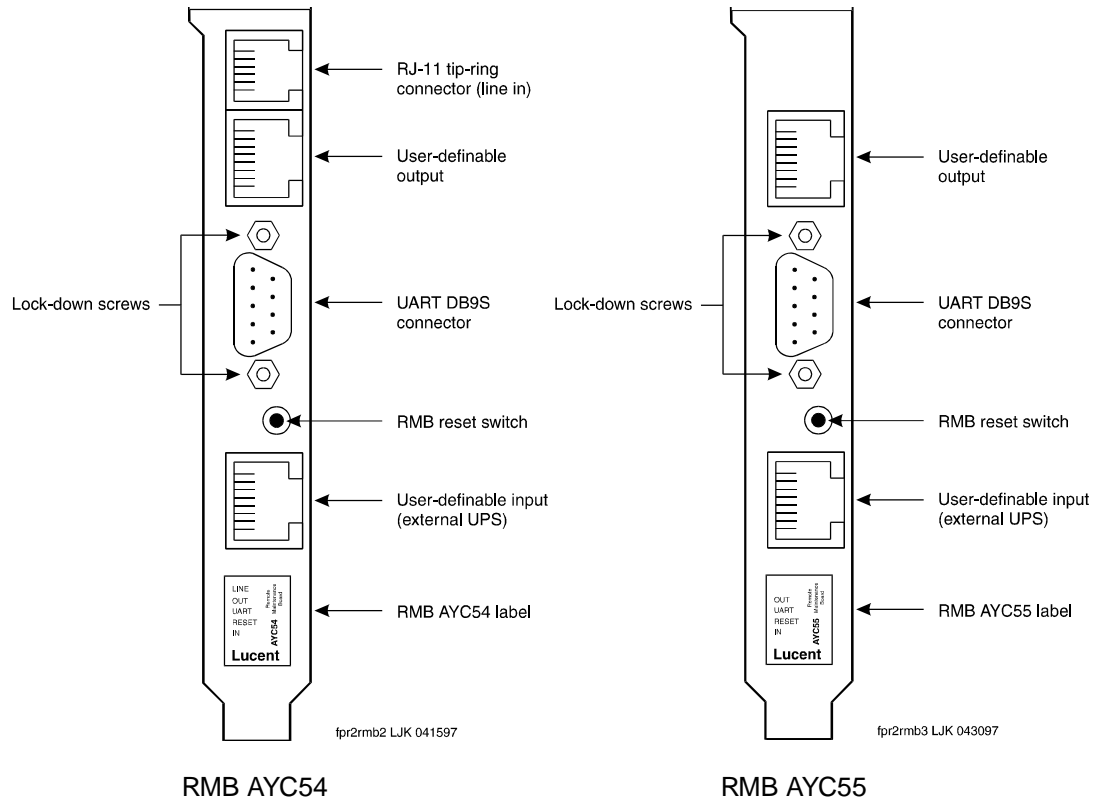 RJ-11 tip-ring
connector (line in)
User-definable
output
Lock-down screws
UART DB9S
connector
RMB reset switch
User-definable input
(external UPS)
LINE
OUT
UART
RESET
IN
AYC54
Remote
Maintenance
Board
Lucent
RMB AYC54 label
fpr2rmb2 LJK 041597
RMB AYC54
User-definable
output
Lock-down screws
UART DB9S
connector
RMB reset switch
User-definable input
(external UPS)
OUT
UART
RESET
IN
AYC55
Remote
Maintenance
Board
Lucent
RMB AYC55 label
fpr2rmb3 LJK 043097
RMB AYC55